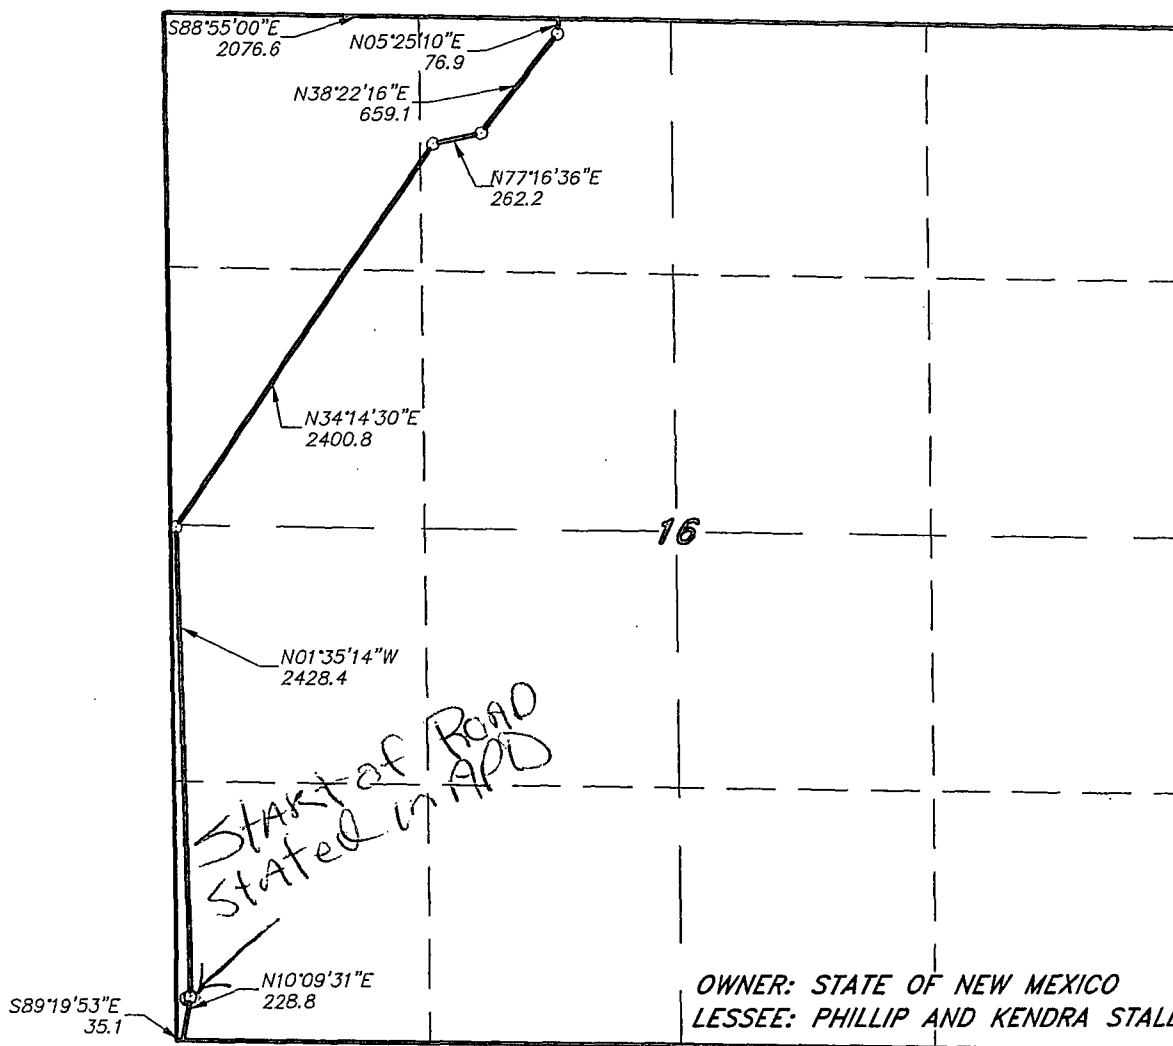 S88°55'00"E
2076.6
N05°25'10"E
76.9
N38°22'16"E
659.1
N77°16'36"E
262.2
N34°14'30"E
2400.8
16
N01°35'14"W
2428.4
Start of Road
Stated in APD
N10°09'31"E
228.8
S89°19'53"E
35.1
OWNER: STATE OF NEW MEXICO
LESSEE: PHILLIP AND KENDRA STALL